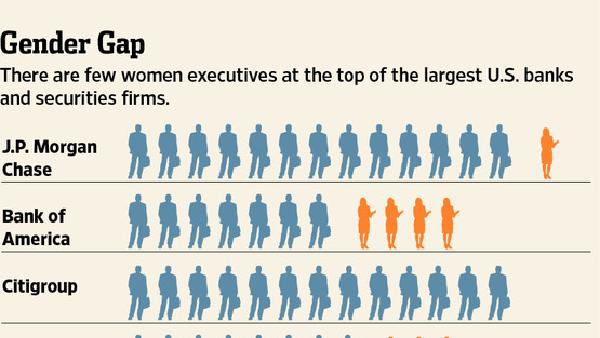 Gender Gap
There are few women executives at the top of the largest U.S. banks
and securities firms.
J.P. Morgan
Chase
Bank of
America
Citigroup